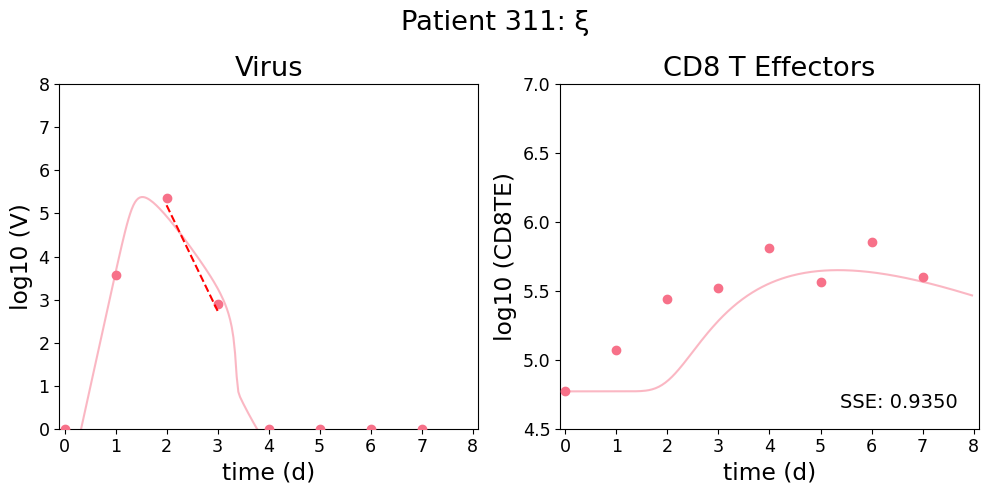 Patient 311: ξ
Virus
CD8 T Effectors
log10 (V)
8
7
6
5
4
3
2
1
0
0 1 2 3 4 5 6 7 8
time (d)
log10 (CD8TE)
7.0
6.5
6.0
5.5
5.0
4.5
SSE: 0.9350
0 1 2 3 4 5 6 7 8
time (d)